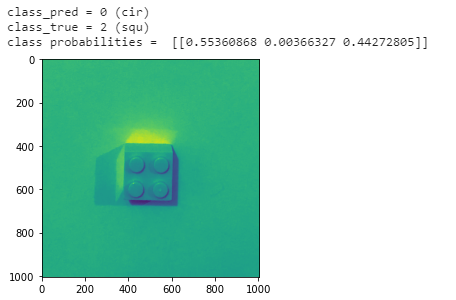 class_pred = 0 (cir)
class_true = 2 (squ)
class probabilities =  [[0.55360868 0.00366327 0.44272805]]
0
200
400
600
800
1000
0 200 400 600 800 1000